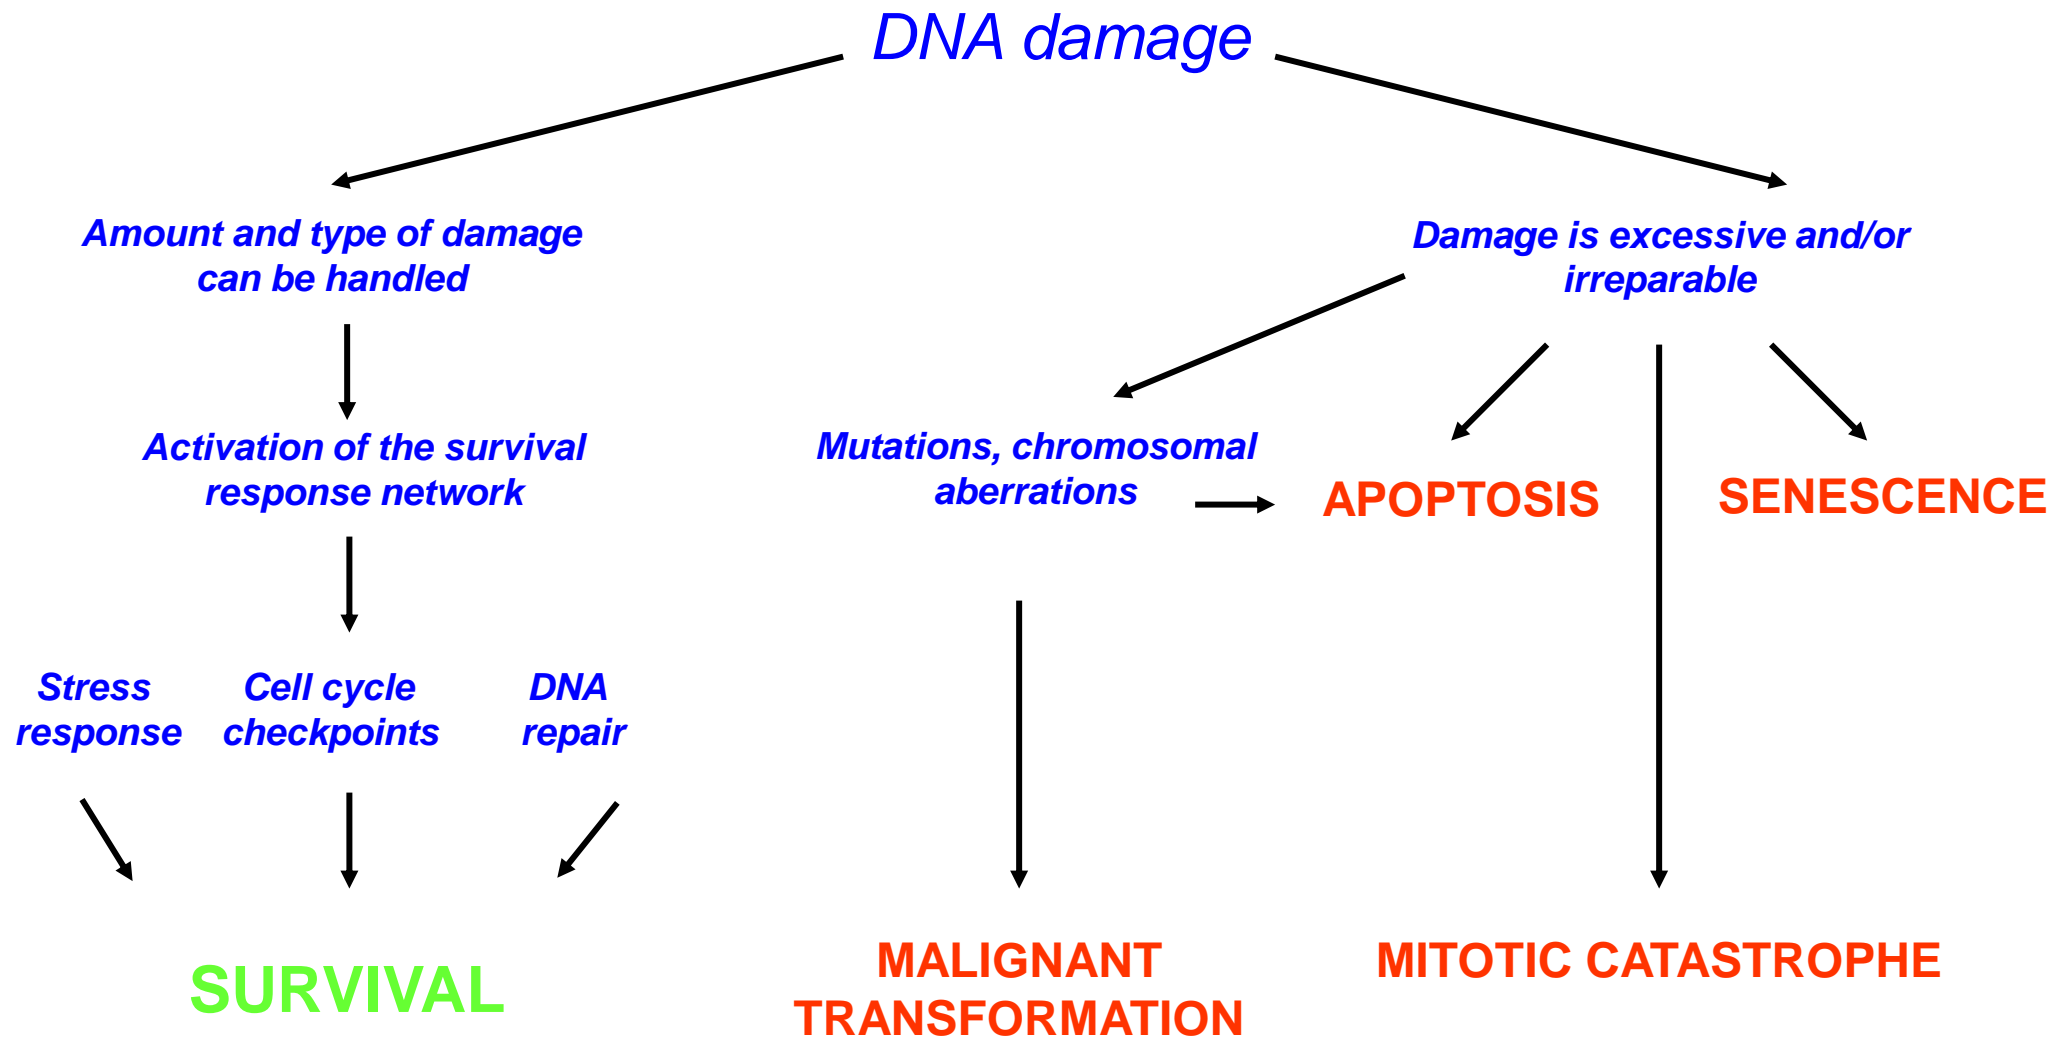 DNA damage
Amount and type of damage
can be handled
Damage is excessive and/or
irreparable
Activation of the survival
response network
Mutations, chromosomal
aberrations
APOPTOSIS
SENESCENCE
Stress
response
Cell cycle
checkpoints
DNA
repair
SURVIVAL
MALIGNANT
TRANSFORMATION
MITOTIC CATASTROPHE